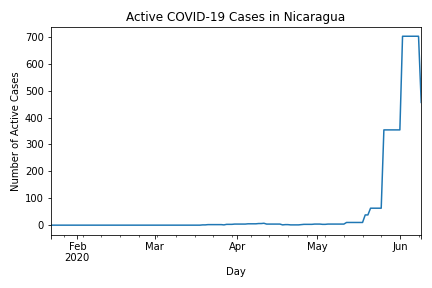 Active COVID-19 Cases in Nicaragua
Number of Active Cases
700
600
500
400
300
200
100
0
Feb
2020
Mar
Apr
May
Jun
Day